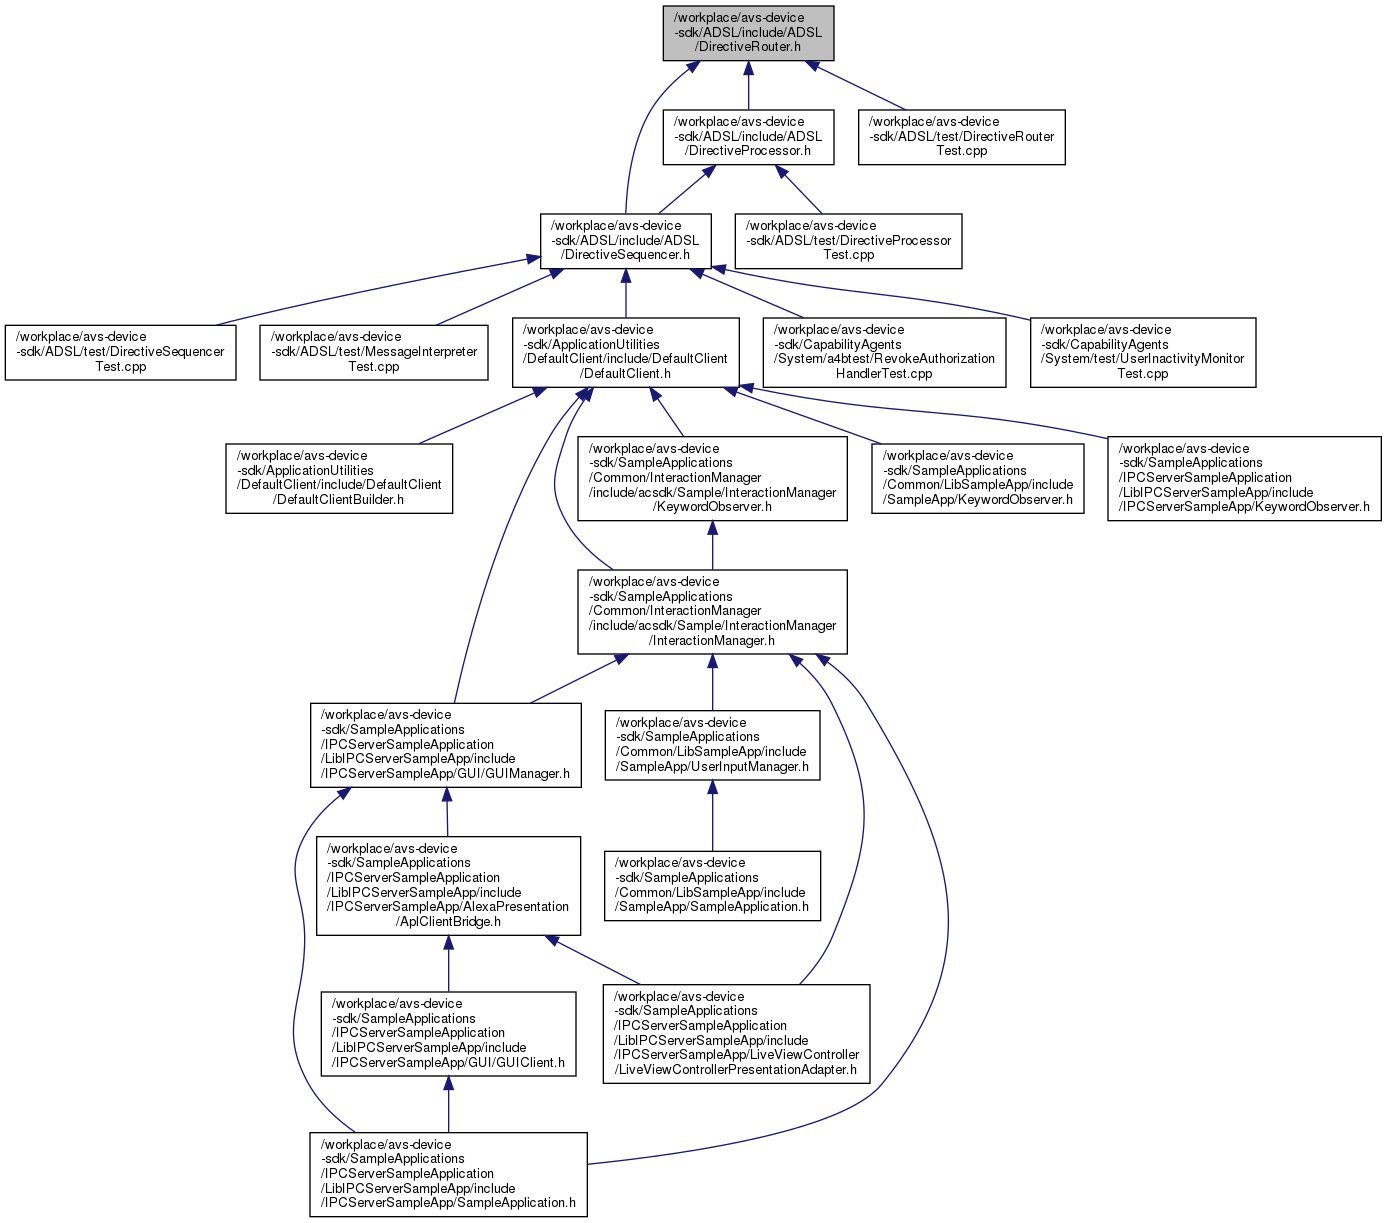 /workplace/avs-device
-sdk/ADSL/include/ADSL
/DirectiveRouter.h
/workplace/avs-device
-sdk/ADSL/include/ADSL
/DirectiveProcessor.h
/workplace/avs-device
-sdk/ADSL/test/DirectiveRouter
Test.cpp
/workplace/avs-device
-sdk/ADSL/include/ADSL
/DirectiveSequencer.h
/workplace/avs-device
-sdk/ADSL/test/DirectiveProcessor
Test.cpp
/workplace/avs-device
-sdk/ADSL/test/DirectiveSequencer
Test.cpp
/workplace/avs-device
-sdk/ADSL/test/MessageInterpreter
Test.cpp
/workplace/avs-device
-sdk/ApplicationUtilities
/DefaultClient/include/DefaultClient
/DefaultClient.h
/workplace/avs-device
-sdk/CapabilityAgents
/System/a4btest/RevokeAuthorization
HandlerTest.cpp
/workplace/avs-device
-sdk/CapabilityAgents
/System/test/UserInactivityMonitor
Test.cpp
/workplace/avs-device
-sdk/ApplicationUtilities
/DefaultClient/include/DefaultClient
/DefaultClientBuilder.h
/workplace/avs-device
-sdk/SampleApplications
/Common/InteractionManager
/include/acsdk/Sample/InteractionManager
/KeywordObserver.h
/workplace/avs-device
-sdk/SampleApplications
/Common/LibSampleApp/include
/SampleApp/KeywordObserver.h
/workplace/avs-device
-sdk/SampleApplications
/IPCServerSampleApplication
/LibIPCServerSampleApp/include
/IPCServerSampleApp/KeywordObserver.h
/workplace/avs-device
-sdk/SampleApplications
/Common/InteractionManager
/include/acsdk/Sample/InteractionManager
/InteractionManager.h
/workplace/avs-device
-sdk/SampleApplications
/IPCServerSampleApplication
/LibIPCServerSampleApp/include
/IPCServerSampleApp/GUI/GUIManager.h
/workplace/avs-device
-sdk/SampleApplications
/Common/LibSampleApp/include
/SampleApp/UserInputManager.h
/workplace/avs-device
-sdk/SampleApplications
/IPCServerSampleApplication
/LibIPCServerSampleApp/include
/IPCServerSampleApp/AlexaPresentation
/AplClientBridge.h
/workplace/avs-device
-sdk/SampleApplications
/Common/LibSampleApp/include
/SampleApp/SampleApplication.h
/workplace/avs-device
-sdk/SampleApplications
/IPCServerSampleApplication
/LibIPCServerSampleApp/include
/IPCServerSampleApp/GUI/GUIClient.h
/workplace/avs-device
-sdk/SampleApplications
/IPCServerSampleApplication
/LibIPCServerSampleApp/include
/IPCServerSampleApp/LiveViewController
/LiveViewControllerPresentationAdapter.h
/workplace/avs-device
-sdk/SampleApplications
/IPCServerSampleApplication
/LibIPCServerSampleApp/include
/IPCServerSampleApp/SampleApplication.h